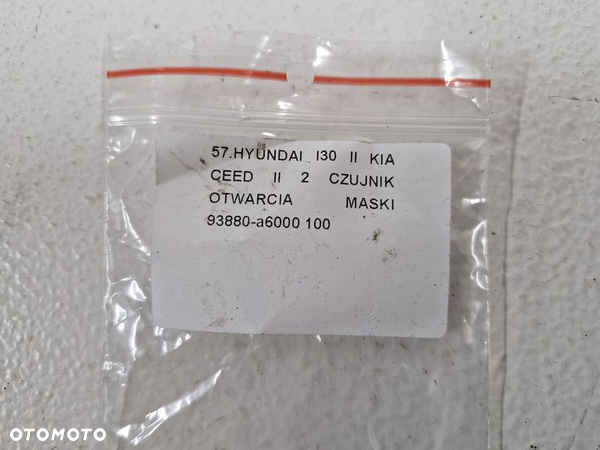 57.HYUNDAI I30 II KIA
CEED II 2 CZUJNIK
OTWARCIA MASKI
93880-a6000 100
OTOMOTO